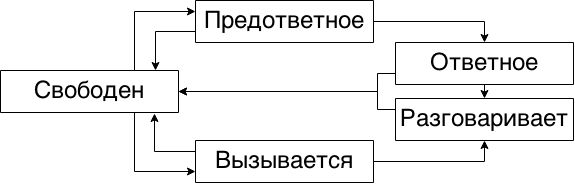 Предответное
Ответное
Свободен
Разговаривает
Вызывается